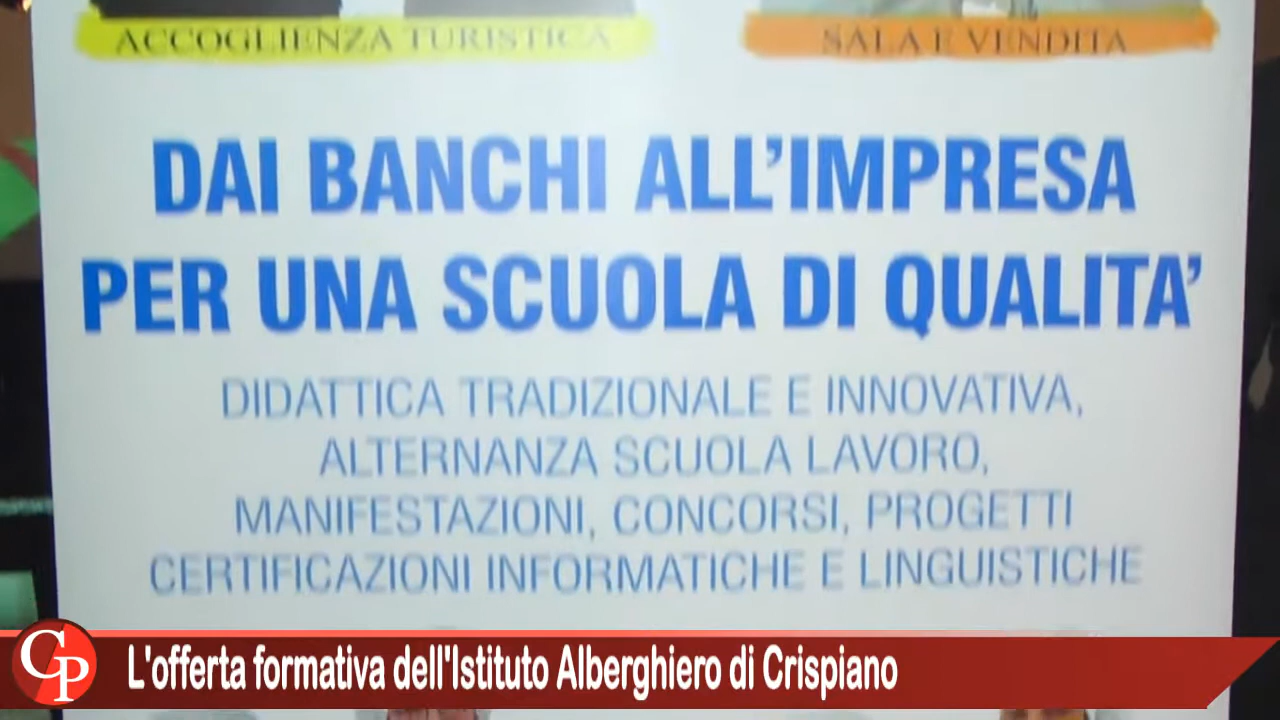 ACCOGLIENZA TURISTICA
SALA E VENDITA
DAI BANCHI ALL'IMPRESA
PER UNA SCUOLA DI QUALITA'
DIDATTICA TRADIZIONALE E INNOVATIVA,
ALTERNANZA SCUOLA LAVORO,
MANIFESTAZIONI, CONCORSI, PROGETTI
CERTIFICAZIONI INFORMATICHE E LINGUISTICHE
CP
L'offerta formativa dell'Istituto Alberghiero di Crispiano